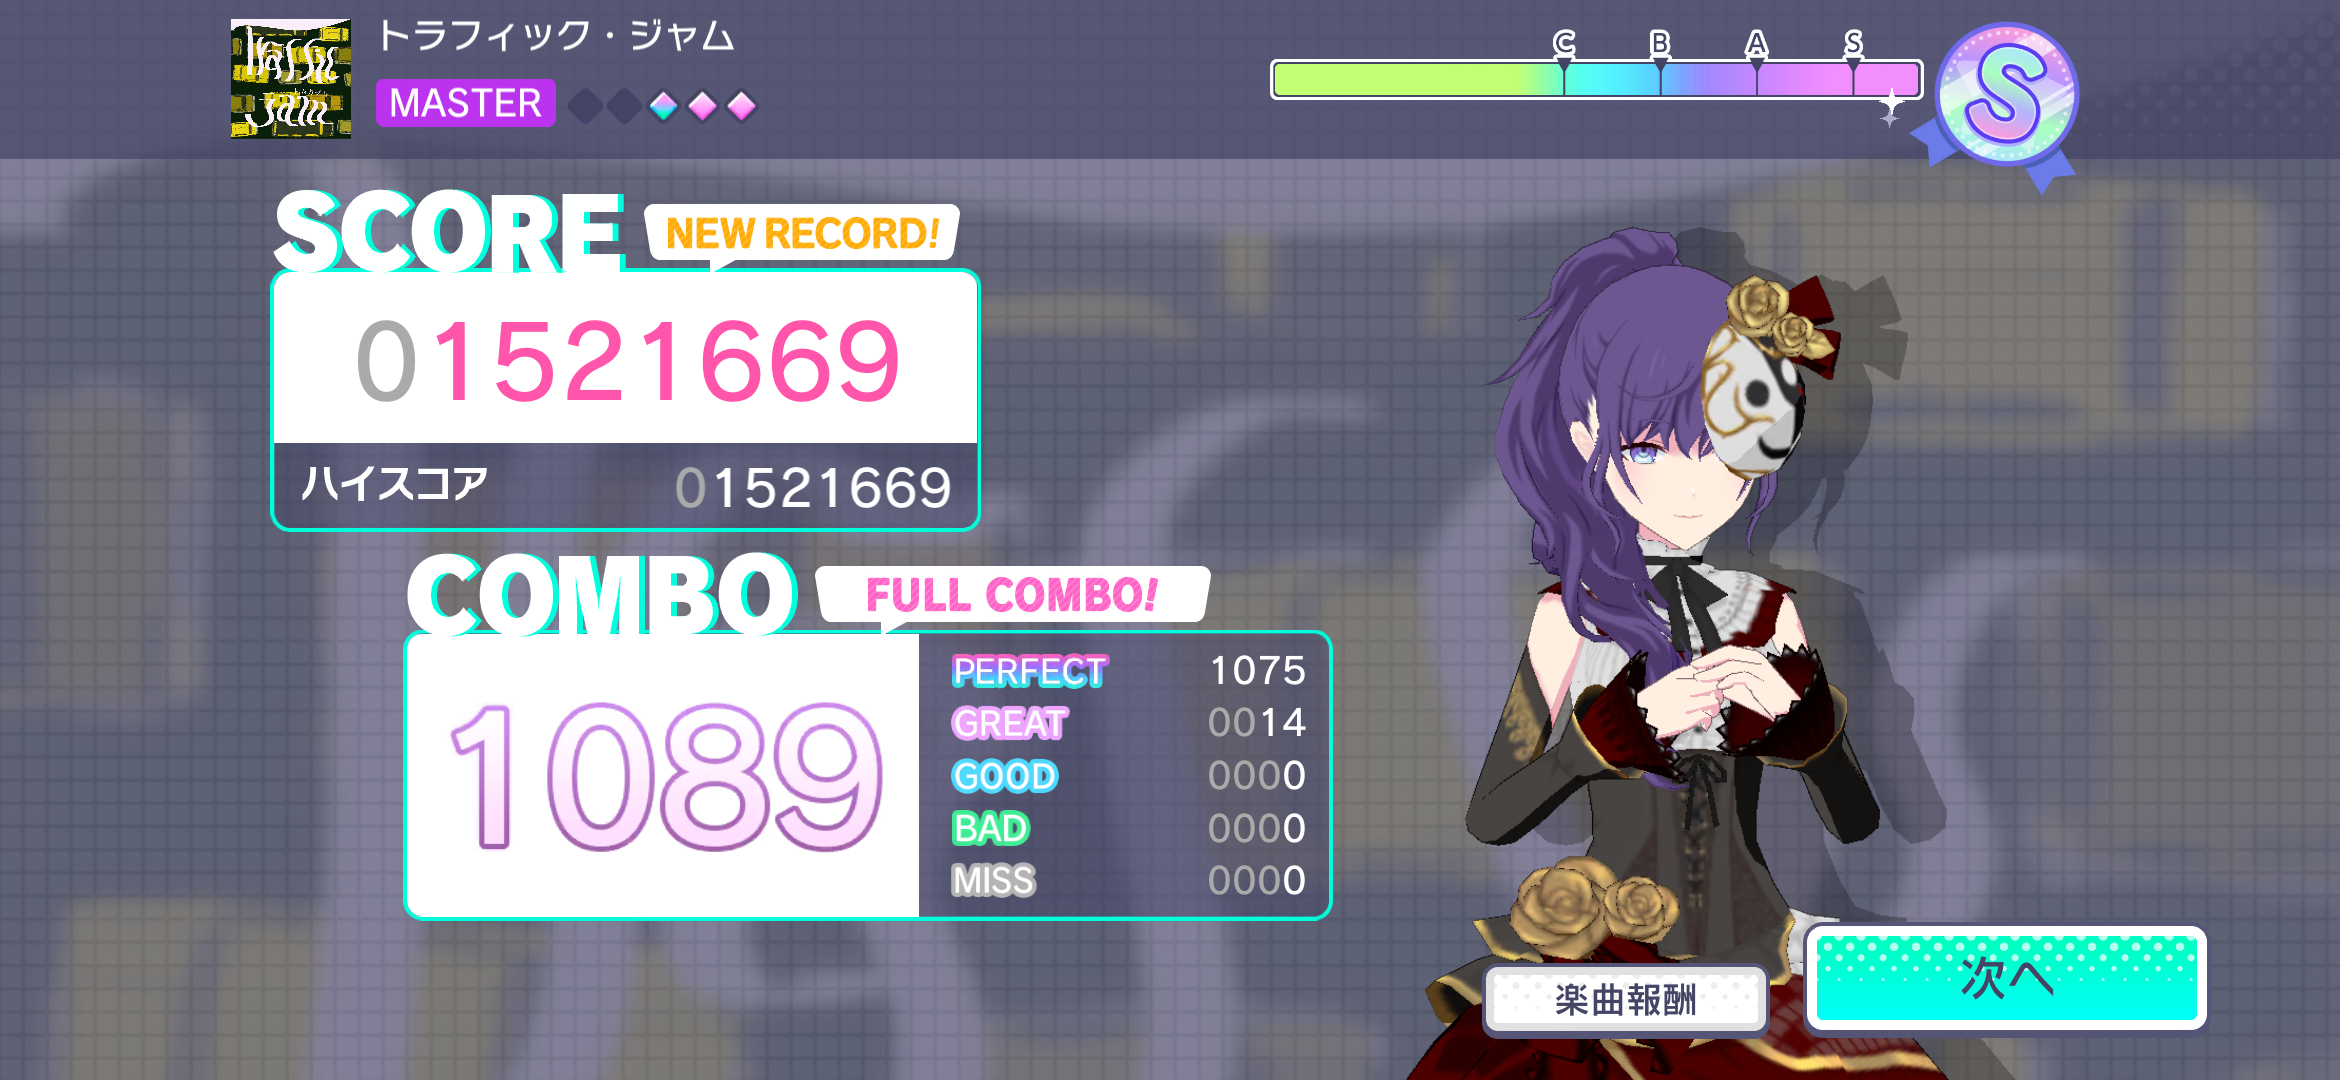 Traffic Jam
トラフィック・ジャム
MASTER
C B A S
S
SCORE NEW RECORD!
01521669
ハイスコア 01521669
COMBO FULL COMBO!
1089
PERFECT 1075
GREAT 0014
GOOD 0000
BAD 0000
MISS 0000
楽曲報酬
次へ